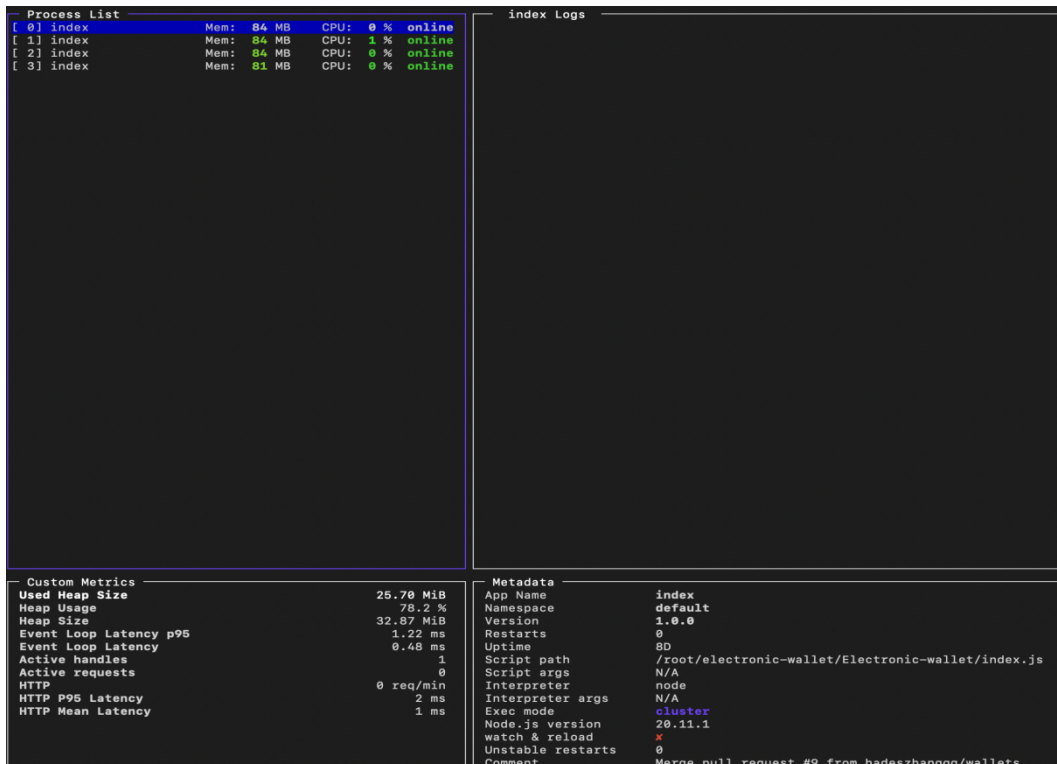 Process List
[ 0] index Mem: 84 MB CPU: 0 % online
[ 1] index Mem: 84 MB CPU: 1 % online
[ 2] index Mem: 84 MB CPU: 0 % online
[ 3] index Mem: 81 MB CPU: 0 % online
index Logs
Custom Metrics
Used Heap Size 25.70 MiB
Heap Usage 78.2 %
Heap Size 32.87 MiB
Event Loop Latency p95 1.22 ms
Event Loop Latency 0.48 ms
Active handles 1
Active requests 0
HTTP 0 req/min
HTTP P95 Latency 2 ms
HTTP Mean Latency 1 ms
Metadata
App Name index
Namespace default
Version 1.0.0
Restarts 0
Uptime 8D
Script path /root/electronic-wallet/Electronic-wallet/index.js
Script args N/A
Interpreter node
Interpreter args N/A
Exec mode cluster
Node.js version 20.11.1
watch & reload ✘
Unstable restarts 0
Comment Merge pull request #9 from badeszhangqq/wallets